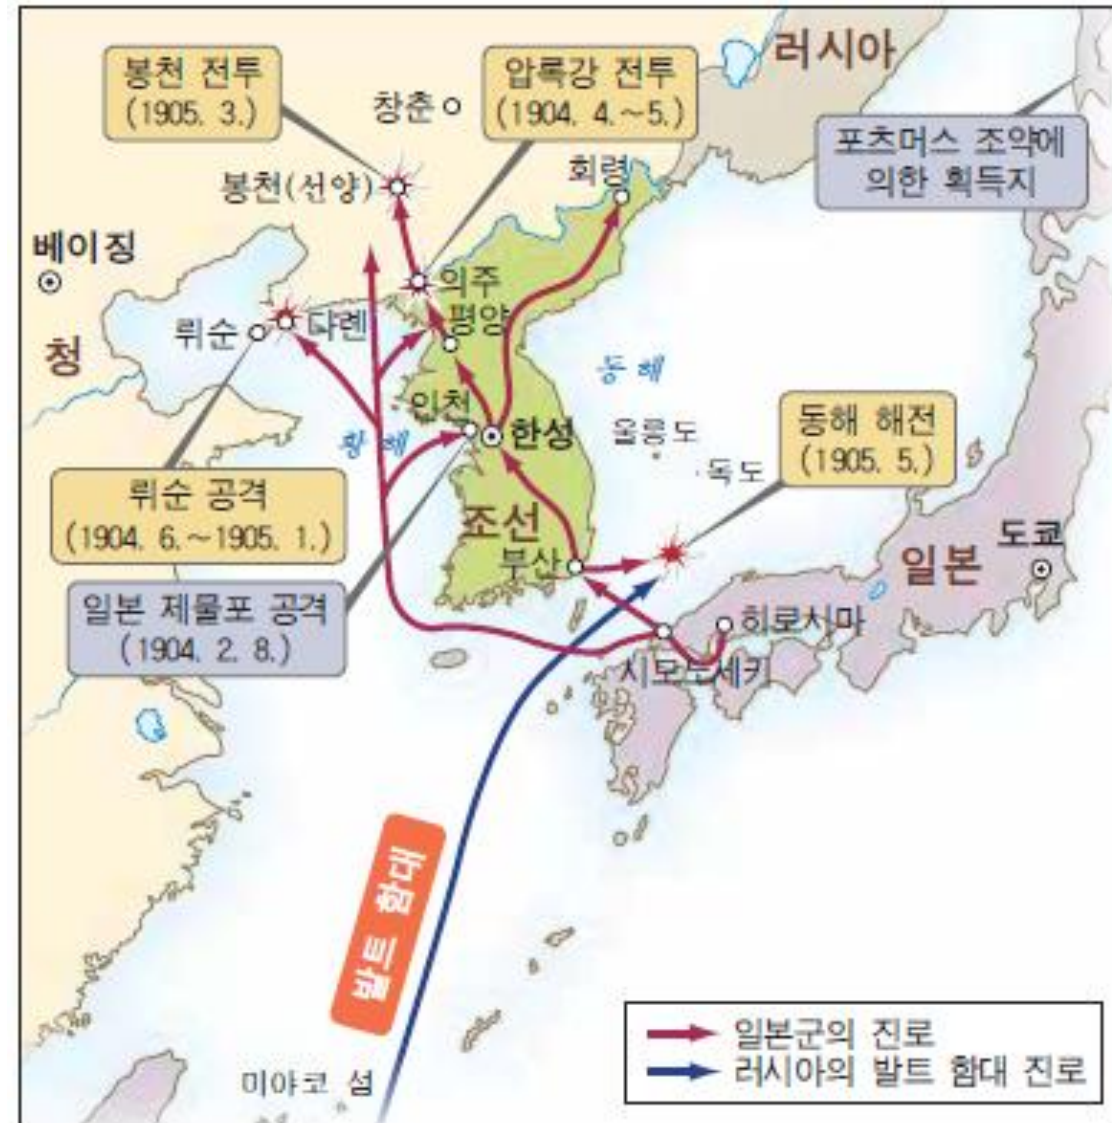 봉천 전투
(1905. 3.)
압록강 전투
(1904. 4.~5.)
러시아
창춘
포츠머스 조약에
의한 획득지
봉천(선양)
회령
베이징
의주
뤼순
다롄
평양
청
동해
인천
한성
황해
울릉도
독도
동해 해전
(1905. 5.)
뤼순 공격
(1904. 6.~1905. 1.)
조선
부산
일본
도쿄
일본 제물포 공격
(1904. 2. 8.)
히로시마
시모노세키
발트 함대
미야코 섬
일본군의 진로
러시아의 발트 함대 진로